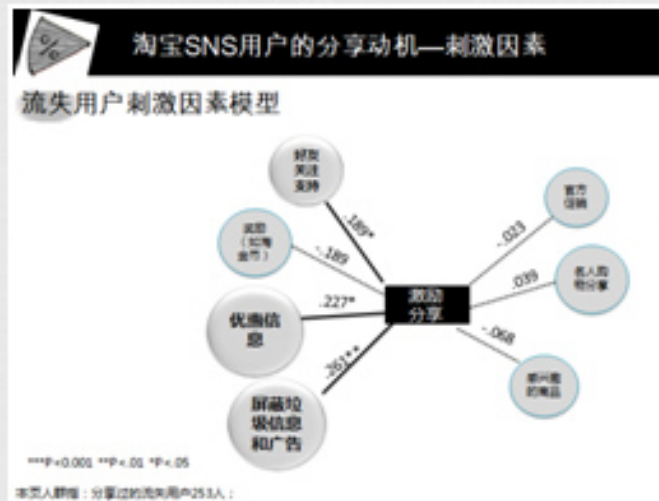 %
淘宝SNS用户的分享动机—刺激因素
流失用户刺激因素模型
好友
关注
支持
官方
促销
奖励
（如淘
金币）
.189*
-.023
-.189
名人购
物分享
.039
激励
分享
.227*
优惠信
息
-.068
.261**
感兴趣
的商品
屏蔽垃
圾信息
和广告
***P<0.001 **P<.01 *P<.05
本页人群指：分享过的流失用户253人；